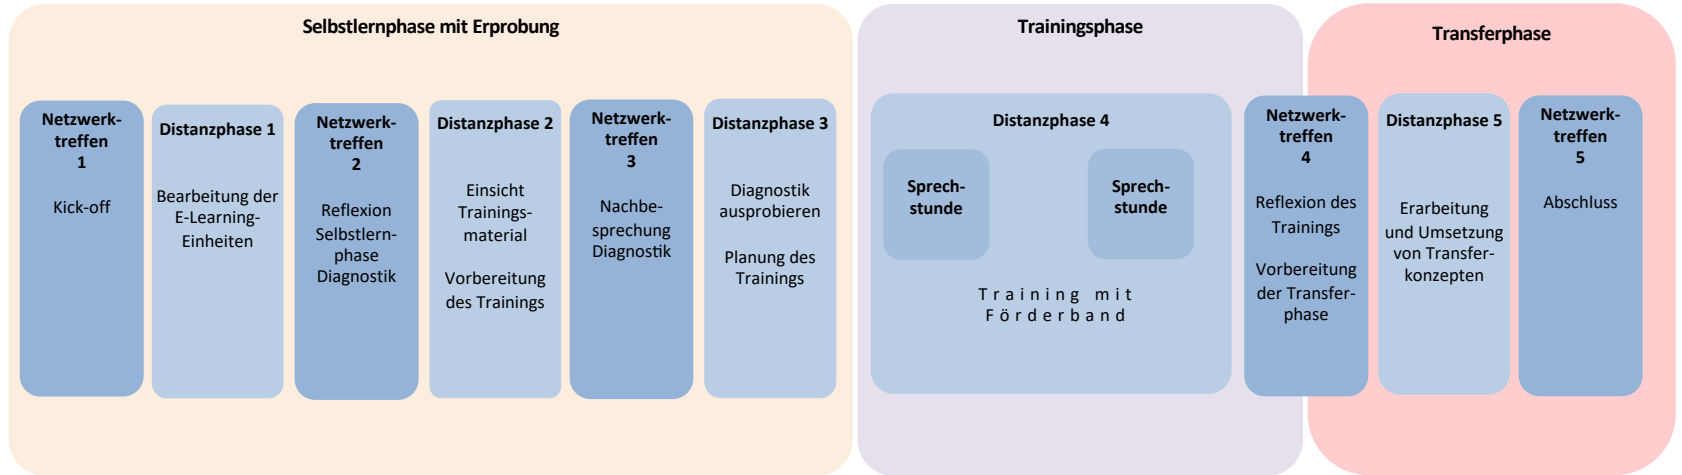 Selbstlernphase mit Erprobung
Netzwerk-
treffen
1
Kick-off
Distanzphase 1
Bearbeitung der
E-Learning-
Einheiten
Netzwerk-
treffen
2
Reflexion
Selbstlern-
phase
Diagnostik
Distanzphase 2
Einsicht
Trainings-
material
Vorbereitung
des Trainings
Netzwerk-
treffen
3
Nachbe-
sprechung
Diagnostik
Distanzphase 3
Diagnostik
ausprobieren
Planung des
Trainings
Trainingsphase
Distanzphase 4
Sprech-
stunde
Sprech-
stunde
Training mit
Förderband
Netzwerk-
treffen
4
Reflexion des
Trainings
Vorbereitung
der Transfer-
phase
Transferphase
Distanzphase 5
Erarbeitung
und Umsetzung
von Transfer-
konzepten
Netzwerk-
treffen
5
Abschluss